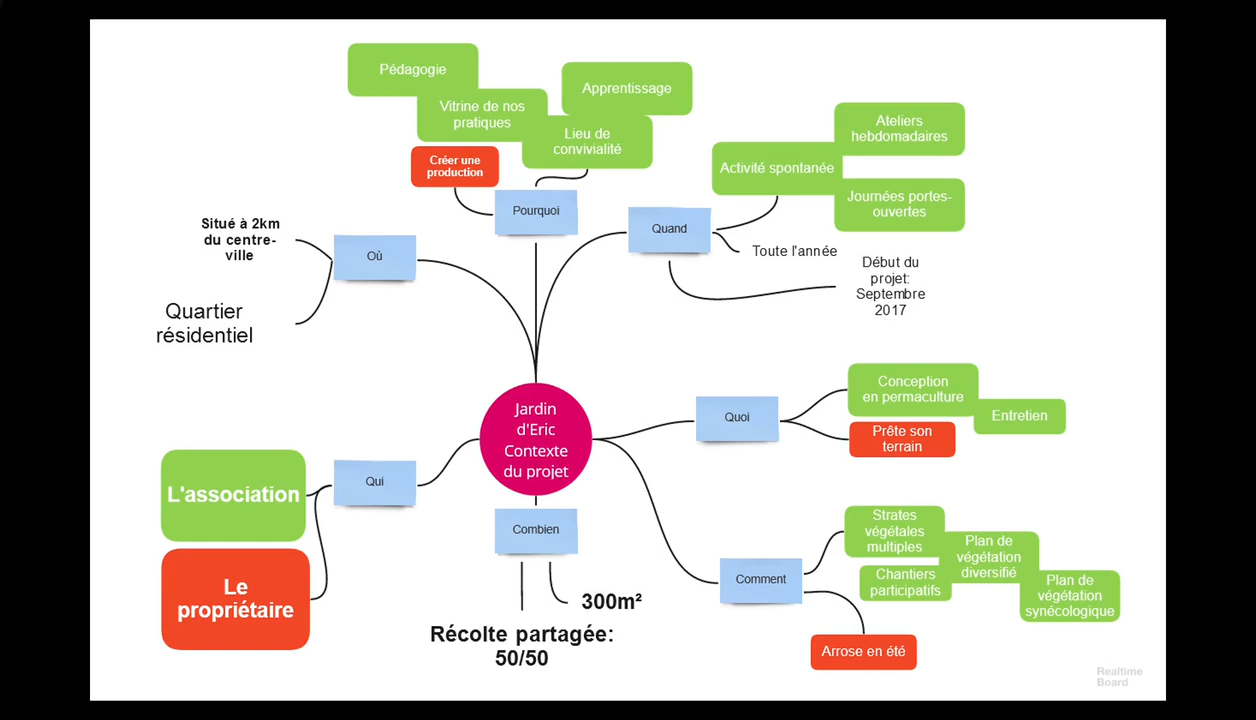 Pédagogie
Vitrine de nos
pratiques
Apprentissage
Lieu de
convivialité
Créer une
production
Pourquoi
Ateliers
hebdomadaires
Activité spontanée
Journées portes-
ouvertes
Quand
Toute l'année
Début du
projet:
Septembre
2017
Situé à 2km
du centre-
ville
Où
Quartier
résidentiel
Jardin
d'Eric
Contexte
du projet
Quoi
Conception
en permaculture
Entretien
Prête son
terrain
L'association
Qui
Le
propriétaire
Combien
300m²
Récolte partagée:
50/50
Comment
Strates
végétales
multiples
Plan de
végétation
diversifié
Chantiers
participatifs
Plan de
végétation
synécologique
Arrose en été
Realtime
Board